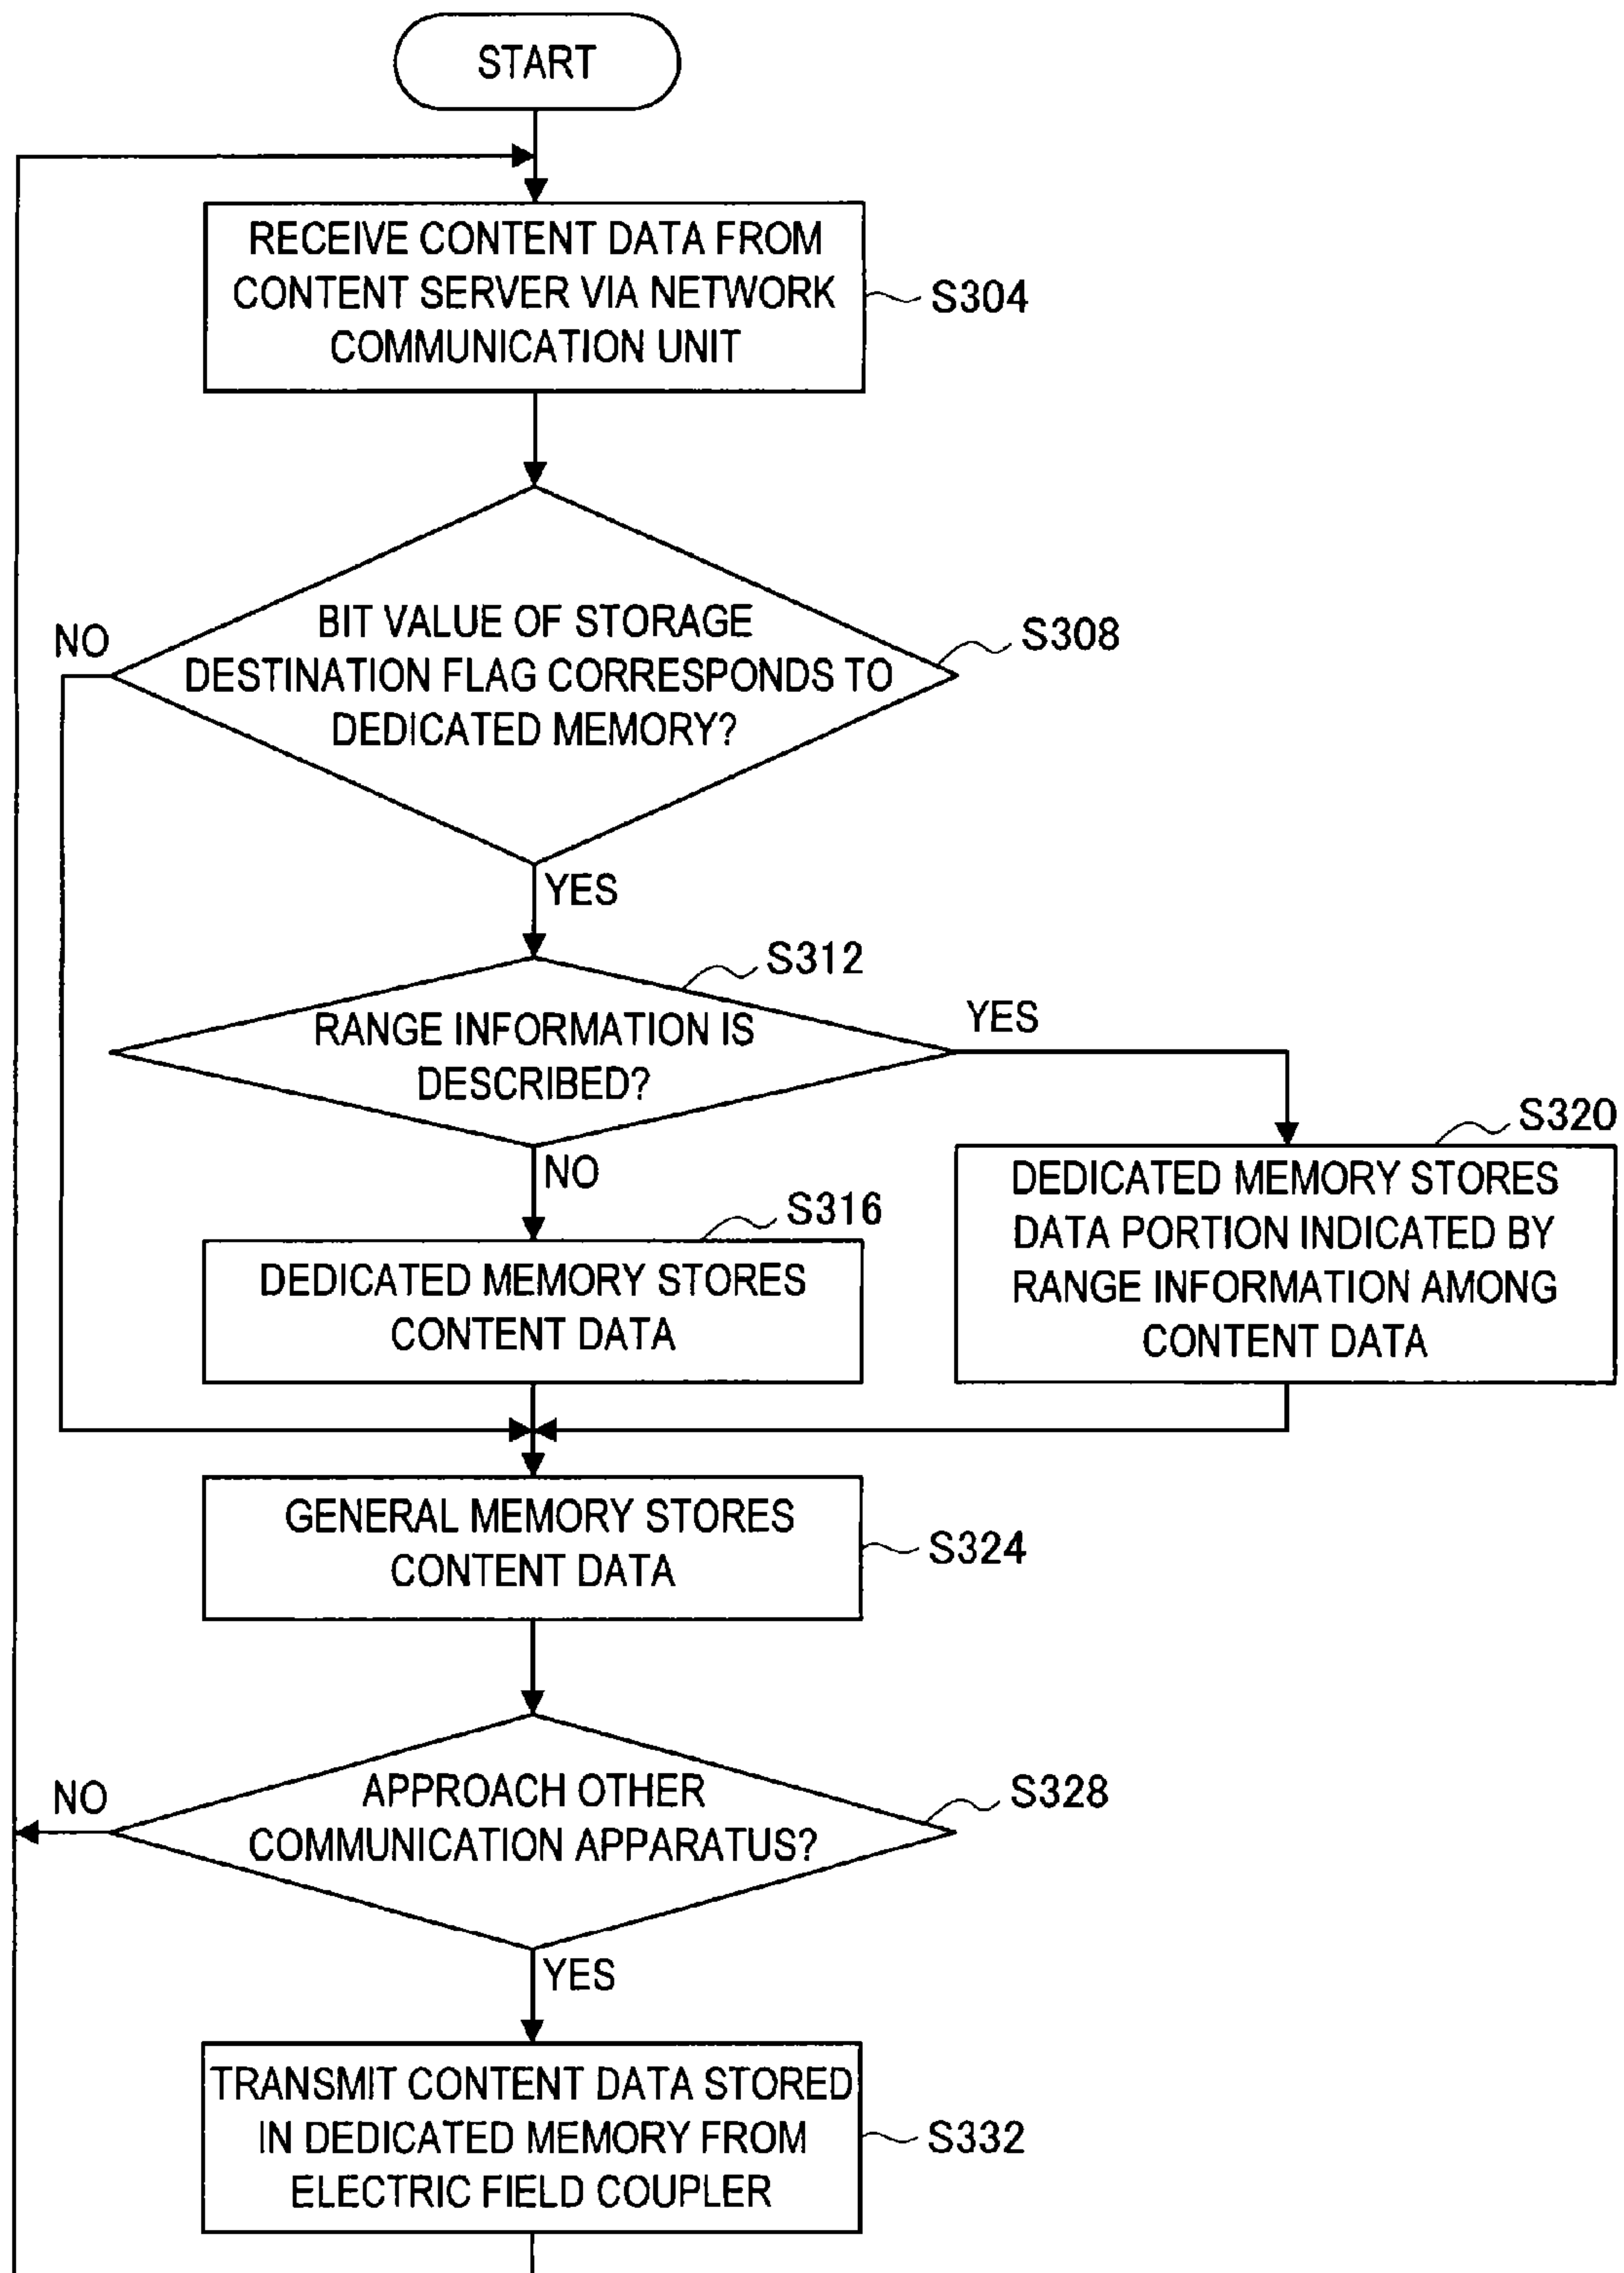 START
RECEIVE CONTENT DATA FROM
CONTENT SERVER VIA NETWORK
COMMUNICATION UNIT
S304
BIT VALUE OF STORAGE
DESTINATION FLAG CORRESPONDS TO
DEDICATED MEMORY?
S308
NO
YES
RANGE INFORMATION IS
DESCRIBED?
S312
YES
NO
DEDICATED MEMORY STORES
CONTENT DATA
S316
DEDICATED MEMORY STORES
DATA PORTION INDICATED BY
RANGE INFORMATION AMONG
CONTENT DATA
S320
GENERAL MEMORY STORES
CONTENT DATA
S324
APPROACH OTHER
COMMUNICATION APPARATUS?
S328
NO
YES
TRANSMIT CONTENT DATA STORED
IN DEDICATED MEMORY FROM
ELECTRIC FIELD COUPLER
S332